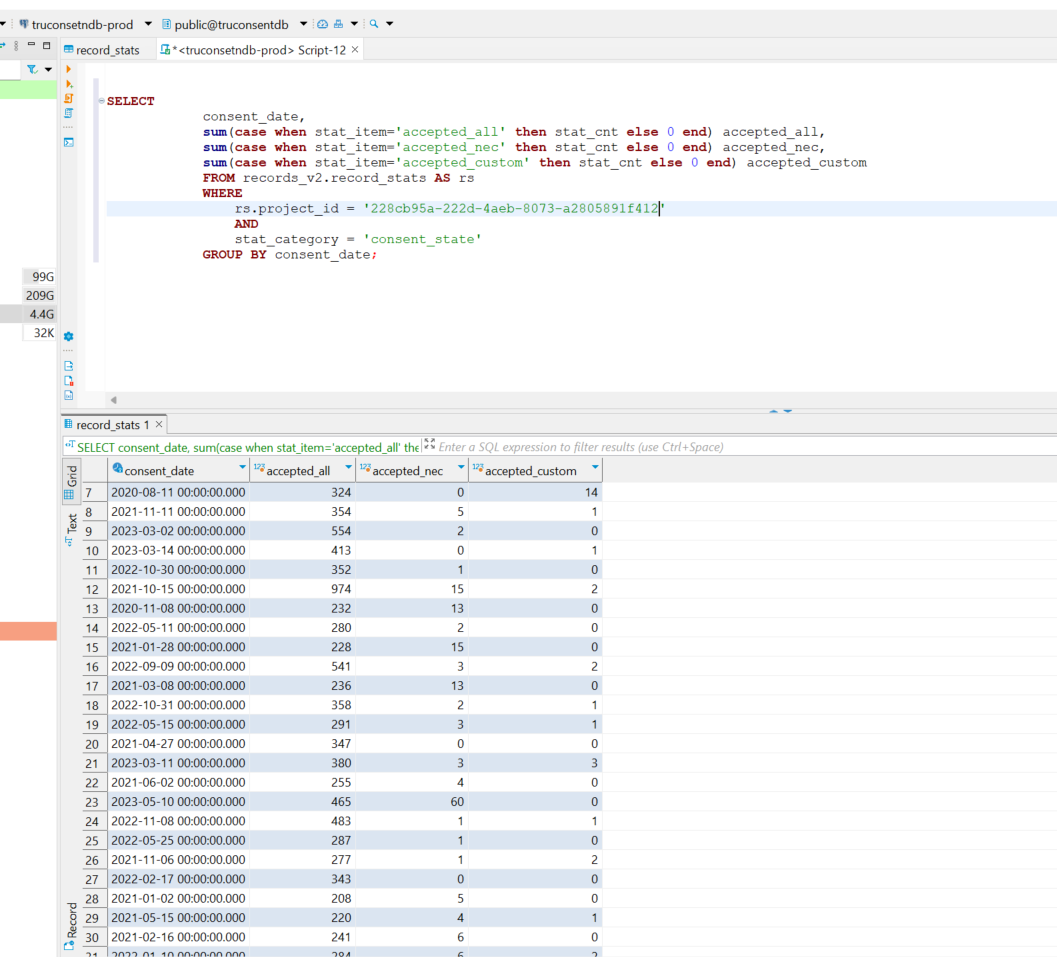 truconsetndb-prod public@truconsentdb
record_stats *<truconsetndb-prod> Script-12
SELECT
consent_date,
sum(case when stat_item='accepted_all' then stat_cnt else 0 end) accepted_all,
sum(case when stat_item='accepted_nec' then stat_cnt else 0 end) accepted_nec,
sum(case when stat_item='accepted_custom' then stat_cnt else 0 end) accepted_custom
FROM records_v2.record_stats AS rs
WHERE
rs.project_id = '228cb95a-222d-4aeb-8073-a2805891f412'
AND
stat_category = 'consent_state'
GROUP BY consent_date;
99G
209G
4.4G
32K
record_stats 1
SELECT consent_date, sum(case when stat_item='accepted_all' the Enter a SQL expression to filter results (use Ctrl+Space)
Grid
Text
Record
consent_date 123 accepted_all 123 accepted_nec 123 accepted_custom
7 2020-08-11 00:00:00.000 324 0 14
8 2021-11-11 00:00:00.000 354 5 1
9 2023-03-02 00:00:00.000 554 2 0
10 2023-03-14 00:00:00.000 413 0 1
11 2022-10-30 00:00:00.000 352 1 0
12 2021-10-15 00:00:00.000 974 15 2
13 2020-11-08 00:00:00.000 232 13 0
14 2022-05-11 00:00:00.000 280 2 0
15 2021-01-28 00:00:00.000 228 15 0
16 2022-09-09 00:00:00.000 541 3 2
17 2021-03-08 00:00:00.000 236 13 0
18 2022-10-31 00:00:00.000 358 2 1
19 2022-05-15 00:00:00.000 291 3 1
20 2021-04-27 00:00:00.000 347 0 0
21 2023-03-11 00:00:00.000 380 3 3
22 2021-06-02 00:00:00.000 255 4 0
23 2023-05-10 00:00:00.000 465 60 0
24 2022-11-08 00:00:00.000 483 1 1
25 2022-05-25 00:00:00.000 287 1 0
26 2021-11-06 00:00:00.000 277 1 2
27 2022-02-17 00:00:00.000 343 0 0
28 2021-01-02 00:00:00.000 208 5 0
29 2021-05-15 00:00:00.000 220 4 1
30 2021-02-16 00:00:00.000 241 6 0
31 2022-01-10 00:00:00.000 284 6 2